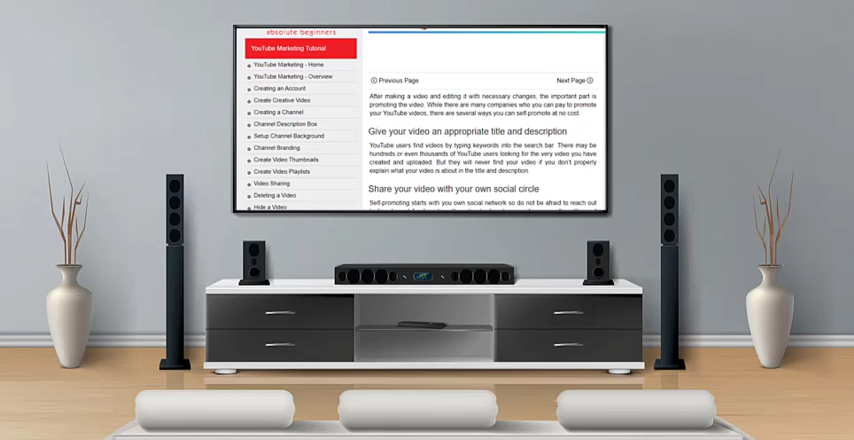 absolute beginners
YouTube Marketing Tutorial
YouTube Marketing - Home
YouTube Marketing - Overview
Creating an Account
Create Creative Video
Creating a Channel
Channel Description Box
Setup Channel Background
Channel Branding
Create Video Thumbnails
Create Video Playlists
Video Sharing
Deleting a Video
Hide a Video
Previous Page
Next Page
After making a video and editing it with necessary changes, the important part is
promoting the video. While there are many companies who you can pay to promote
your YouTube videos, there are several ways you can self-promote at no cost.
Give your video an appropriate title and description
YouTube users find videos by typing keywords into the search bar. There may be
hundreds or even thousands of YouTube users looking for the very video you have
created and uploaded. But they will never find your video if you don't properly
explain what your video is about in the title and description.
Share your video with your own social circle
Self-promoting starts with you own social network so do not be afraid to reach out